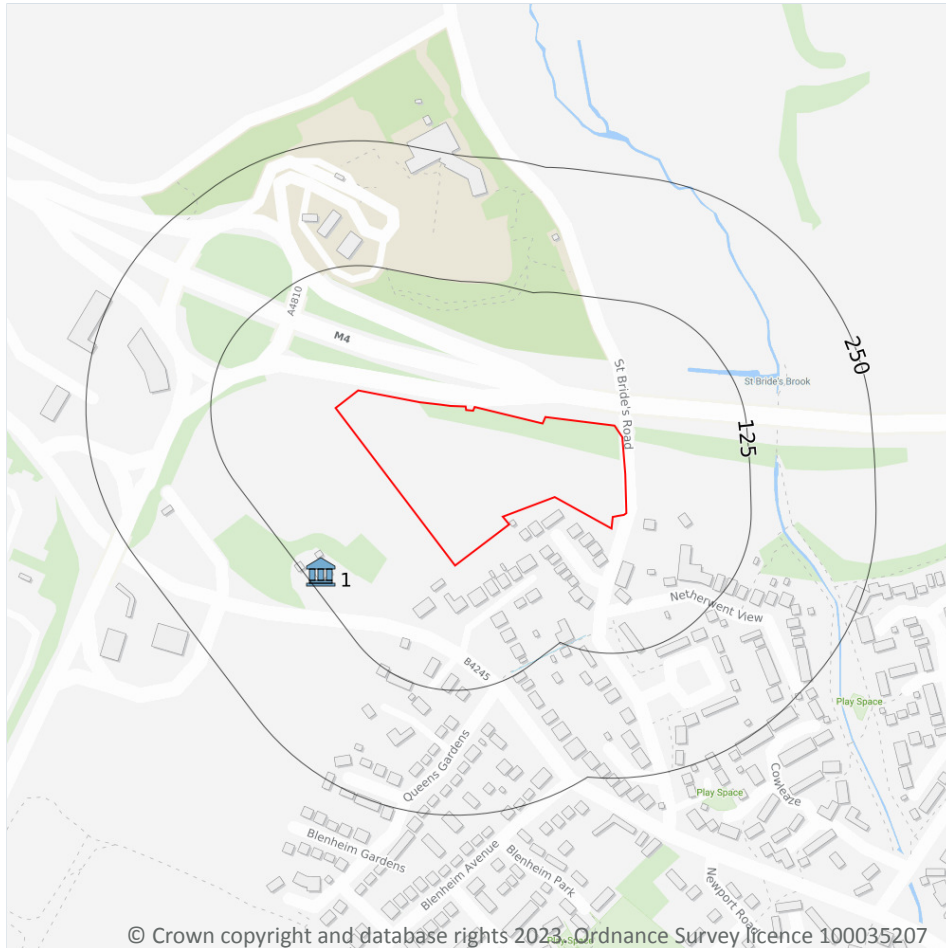 A4810
M4
St Bride's Road
St Bride's Brook
250
125
1
Netherwent View
B4245
Play Space
Queens Gardens
Cowleaze
Play Space
Blenheim Gardens
Blenheim Avenue
Blenheim Park
Newport Road
Play Space
© Crown copyright and database rights 2023. Ordnance Survey licence 100035207